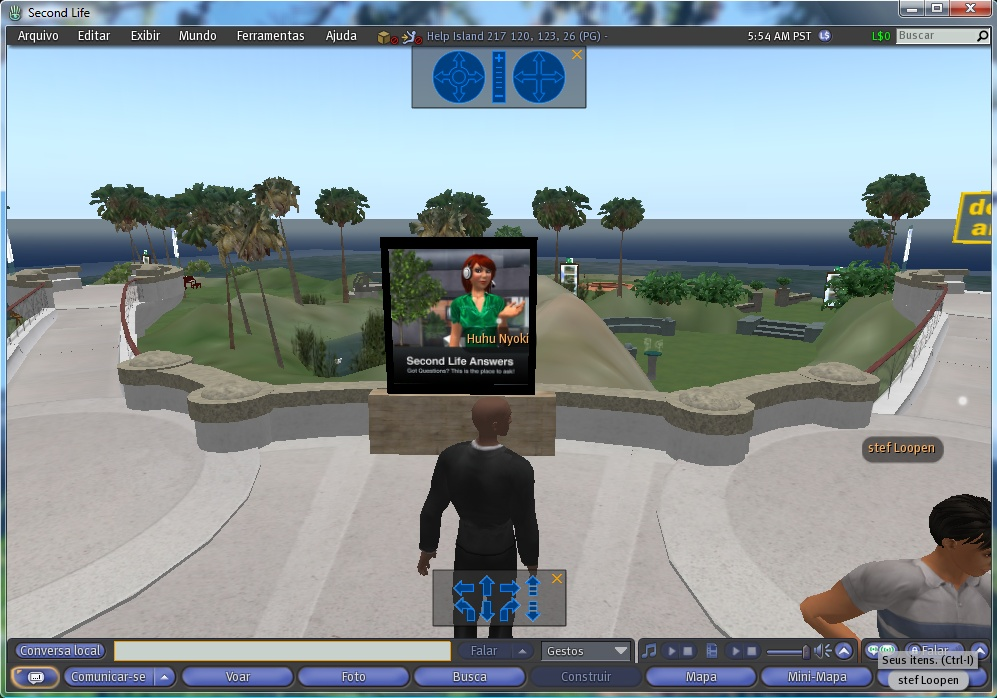 Second Life
Arquivo Editar Exibir Mundo Ferramentas Ajuda Help Island 217 120, 123, 26 (PG) - 5:54 AM PST L$ L$0 Buscar
Huhu Nyoki
Second Life Answers
Got Questions? This is the place to ask!
stef Loopen
Conversa local Falar Gestos Falar
Seus itens. (Ctrl-I)
Comunicar-se Voar Foto Busca Construir Mapa Mini-Mapa
stef Loopen